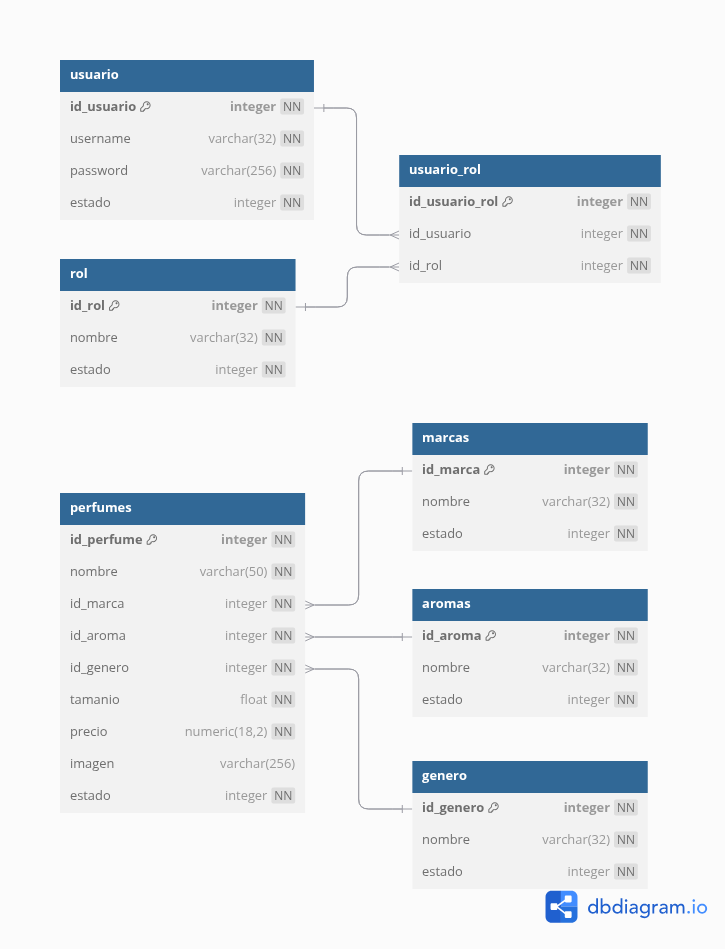 usuario
id_usuario integer NN
username varchar(32) NN
password varchar(256) NN
estado integer NN
usuario_rol
id_usuario_rol integer NN
id_usuario integer NN
id_rol integer NN
rol
id_rol integer NN
nombre varchar(32) NN
estado integer NN
marcas
id_marca integer NN
nombre varchar(32) NN
estado integer NN
perfumes
id_perfume integer NN
nombre varchar(50) NN
id_marca integer NN
id_aroma integer NN
id_genero integer NN
tamanio float NN
precio numeric(18,2) NN
imagen varchar(256)
estado integer NN
aromas
id_aroma integer NN
nombre varchar(32) NN
estado integer NN
genero
id_genero integer NN
nombre varchar(32) NN
estado integer NN
dbdiagram.io